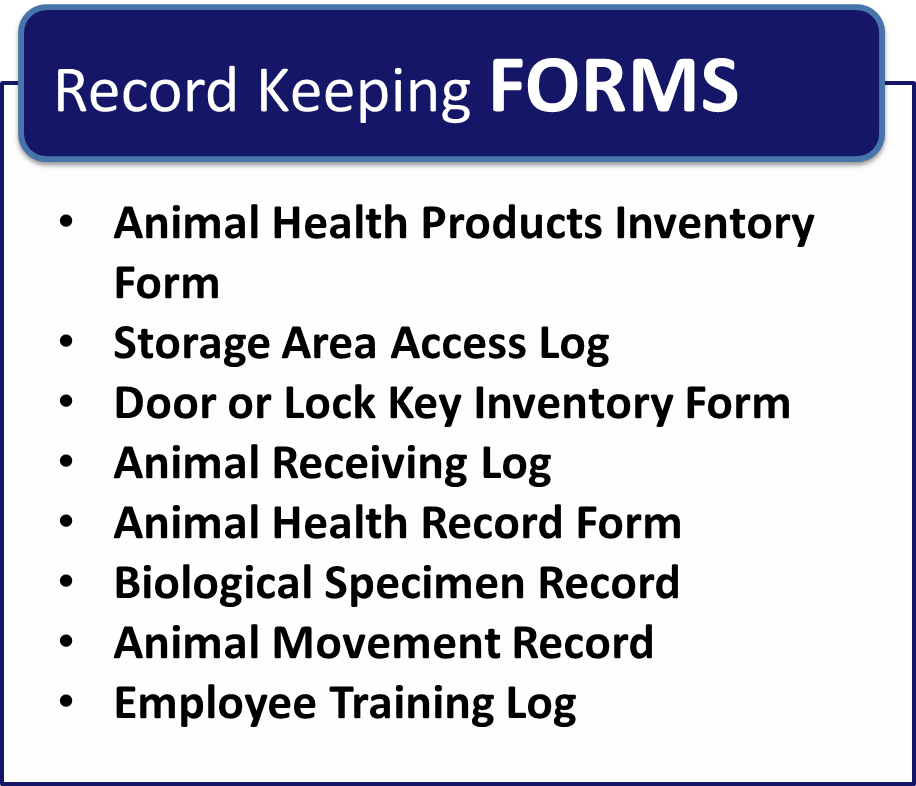 Record Keeping FORMS
• Animal Health Products Inventory
Form
• Storage Area Access Log
• Door or Lock Key Inventory Form
• Animal Receiving Log
• Animal Health Record Form
• Biological Specimen Record
• Animal Movement Record
• Employee Training Log